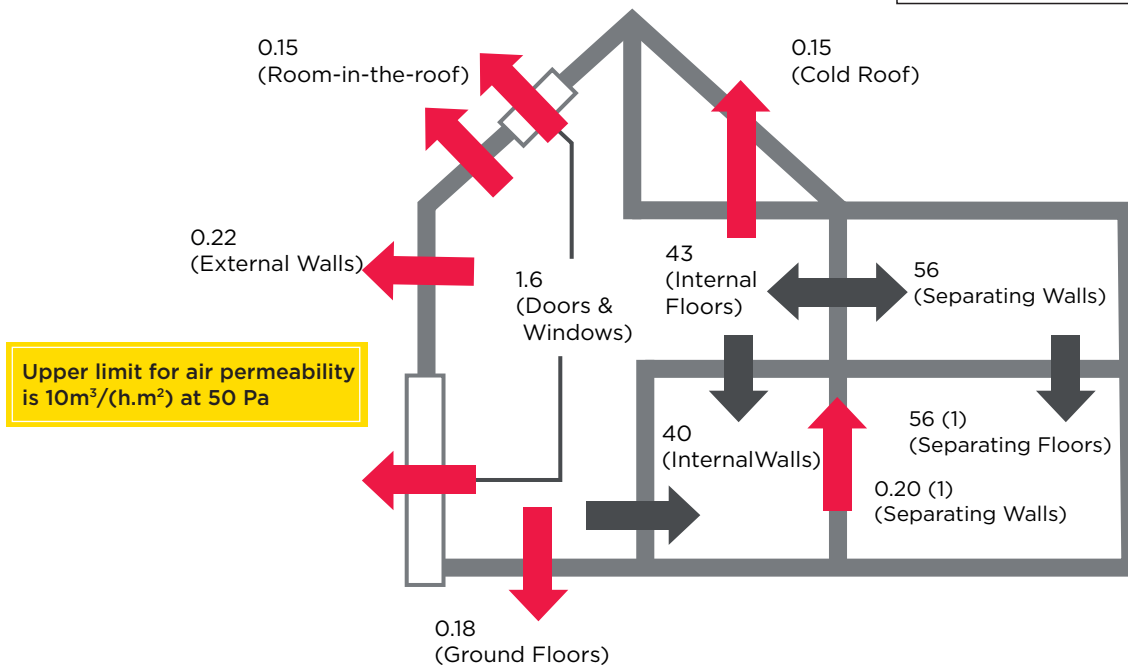 0.15
(Room-in-the-roof)
0.15
(Cold Roof)
0.22
(External Walls)
1.6
(Doors &
Windows)
43
(Internal
Floors)
56
(Separating Walls)
Upper limit for air permeability
is 10m³/(h.m²) at 50 Pa
40
(InternalWalls)
56 (1)
(Separating Floors)
0.20 (1)
(Separating Walls)
0.18
(Ground Floors)